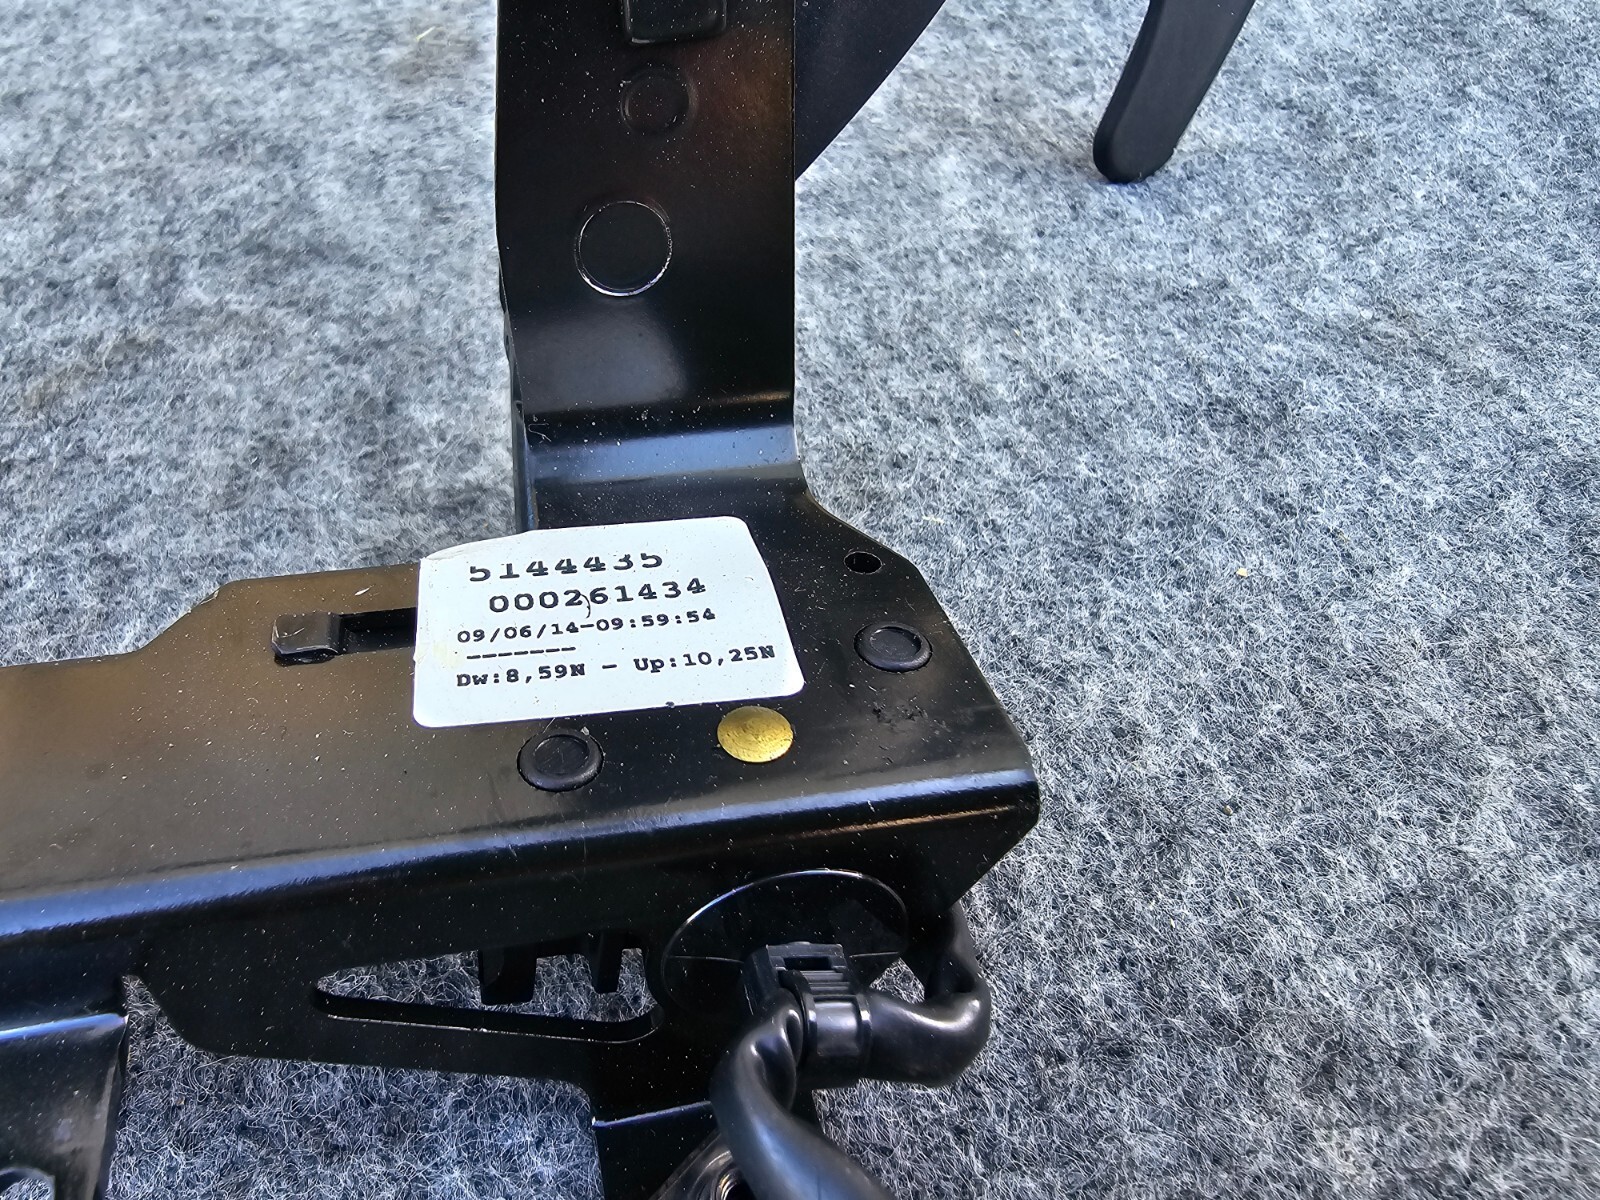 5144435
000261434
09/06/14-09:59:54
-------
Dw:8,59N - Up:10,25N